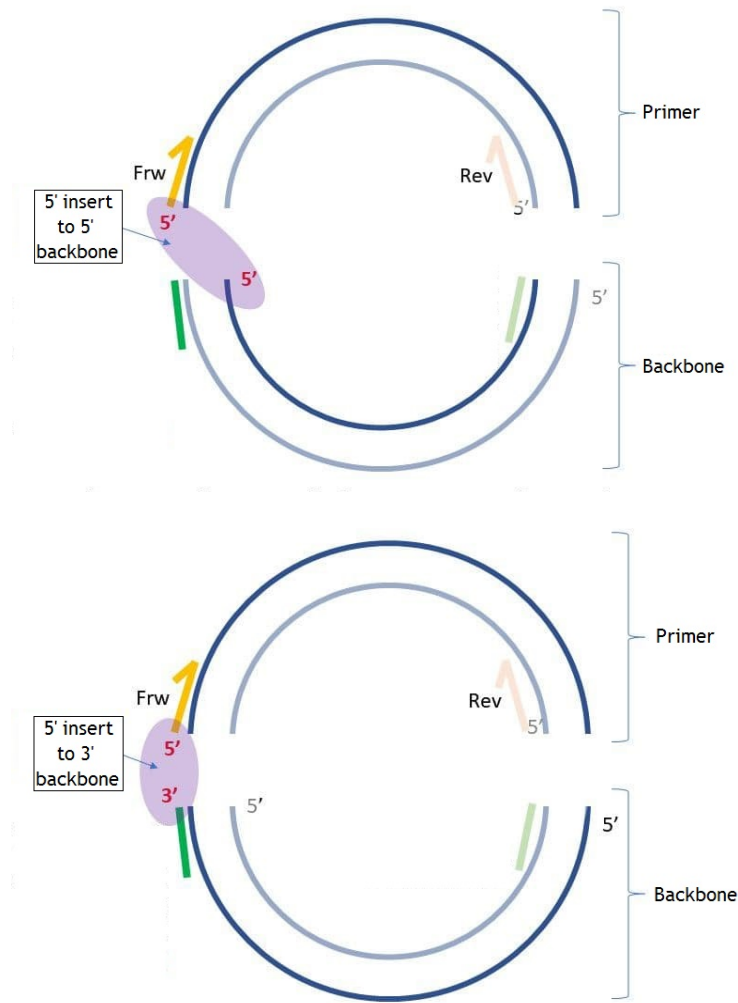 Primer
Frw
Rev
5' insert
to 5'
backbone
5’
5’
5’
5’
Backbone
Primer
Frw
Rev
5' insert
to 3'
backbone
5’
5’
3’
5’
5’
Backbone